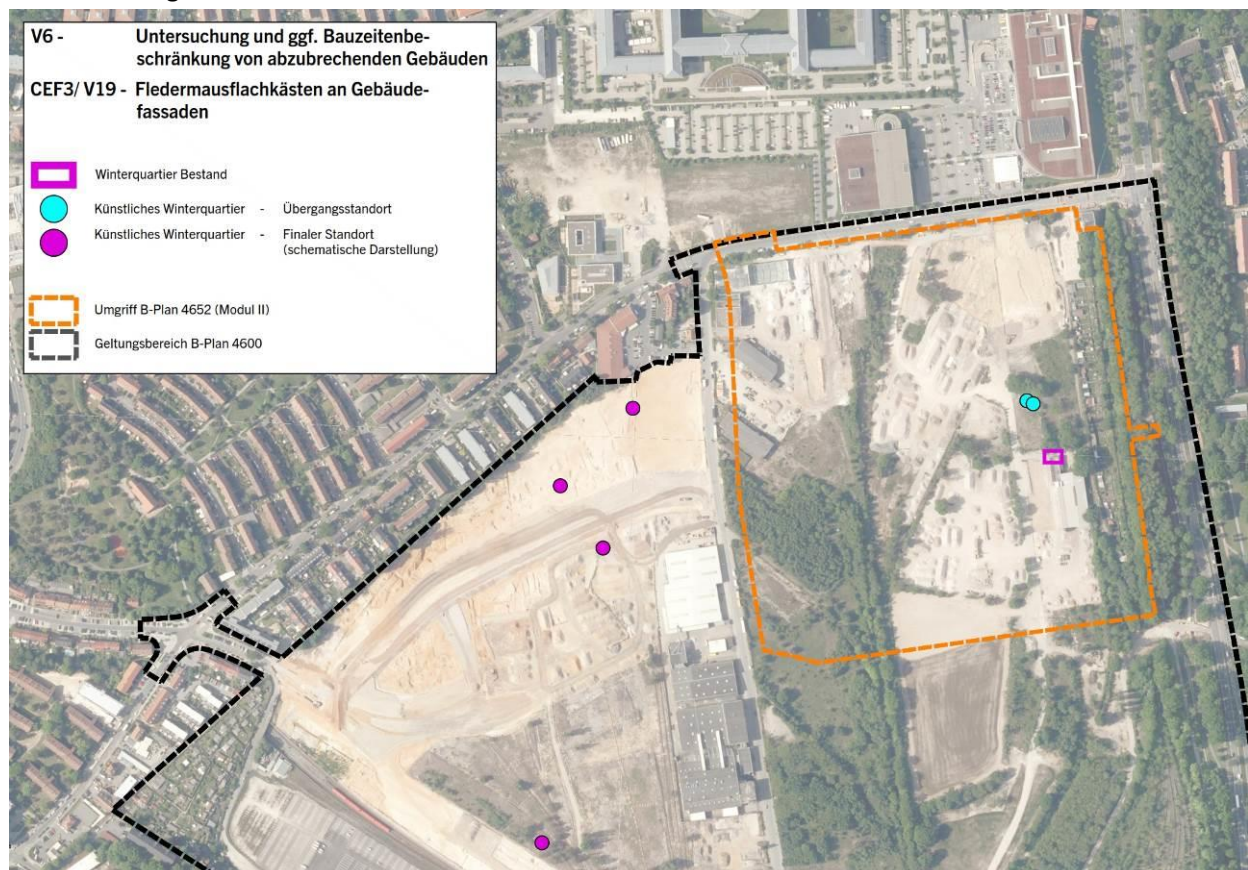 V6 - Untersuchung und ggf. Bauzeitenbe-
schränkung von abzubrechenden Gebäuden
CEF3/ V19 - Fledermausflachkästen an Gebäude-
fassaden
Winterquartier Bestand
Künstliches Winterquartier - Übergangsstandort
Künstliches Winterquartier - Finaler Standort
(schematische Darstellung)
Umgriff B-Plan 4652 (Modul II)
Geltungsbereich B-Plan 4600